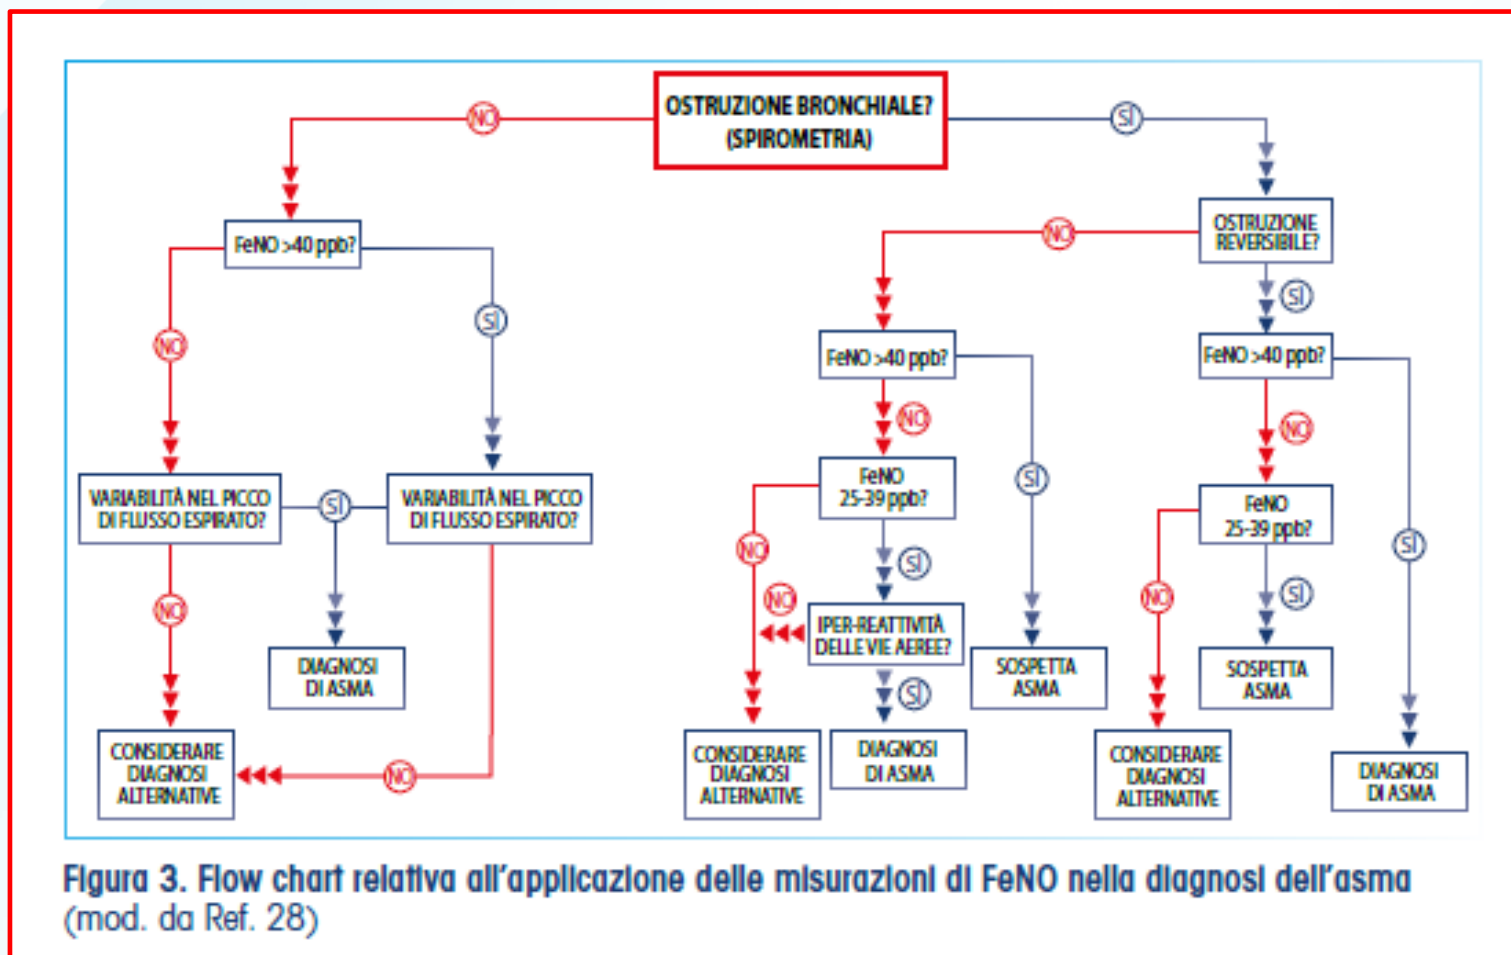 OSTRUZIONE BRONCHIALE?
(SPIROMETRIA)
NO
SÌ
FeNO >40 ppb?
OSTRUZIONE
REVERSIBILE?
NO
SÌ
NO
SÌ
FeNO >40 ppb?
FeNO >40 ppb?
NO
SÌ
NO
SÌ
VARIABILITÀ NEL PICCO
DI FLUSSO ESPIRATO?
SÌ
VARIABILITÀ NEL PICCO
DI FLUSSO ESPIRATO?
FeNO
25-39 ppb?
FeNO
25-39 ppb?
NO
SÌ
NO
SÌ
NO
NO
SÌ
IPER-REATTIVITÀ
DELLE VIE AEREE?
NO
SÌ
DIAGNOSI
DI ASMA
SOSPETTA
ASMA
SOSPETTA
ASMA
CONSIDERARE
DIAGNOSI
ALTERNATIVE
NO
CONSIDERARE
DIAGNOSI
ALTERNATIVE
DIAGNOSI
DI ASMA
CONSIDERARE
DIAGNOSI
ALTERNATIVE
DIAGNOSI
DI ASMA
Figura 3. Flow chart relativa all'applicazione delle misurazioni di FeNO nella diagnosi dell'asma
(mod. da Ref. 28)